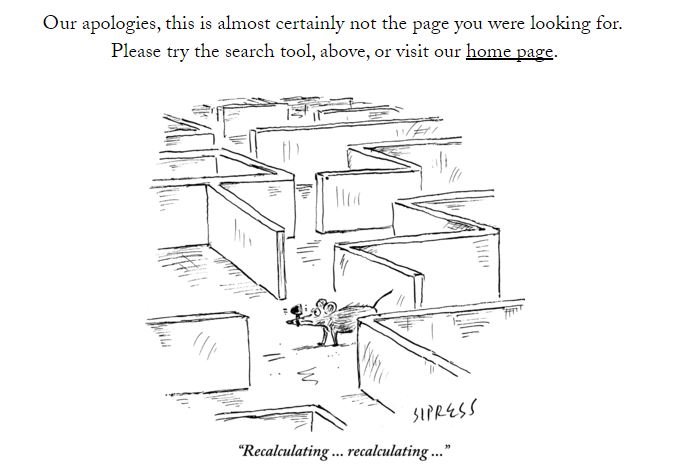 Our apologies, this is almost certainly not the page you were looking for.
Please try the search tool, above, or visit our home page.
SIPRESS
“Recalculating ... recalculating ...”